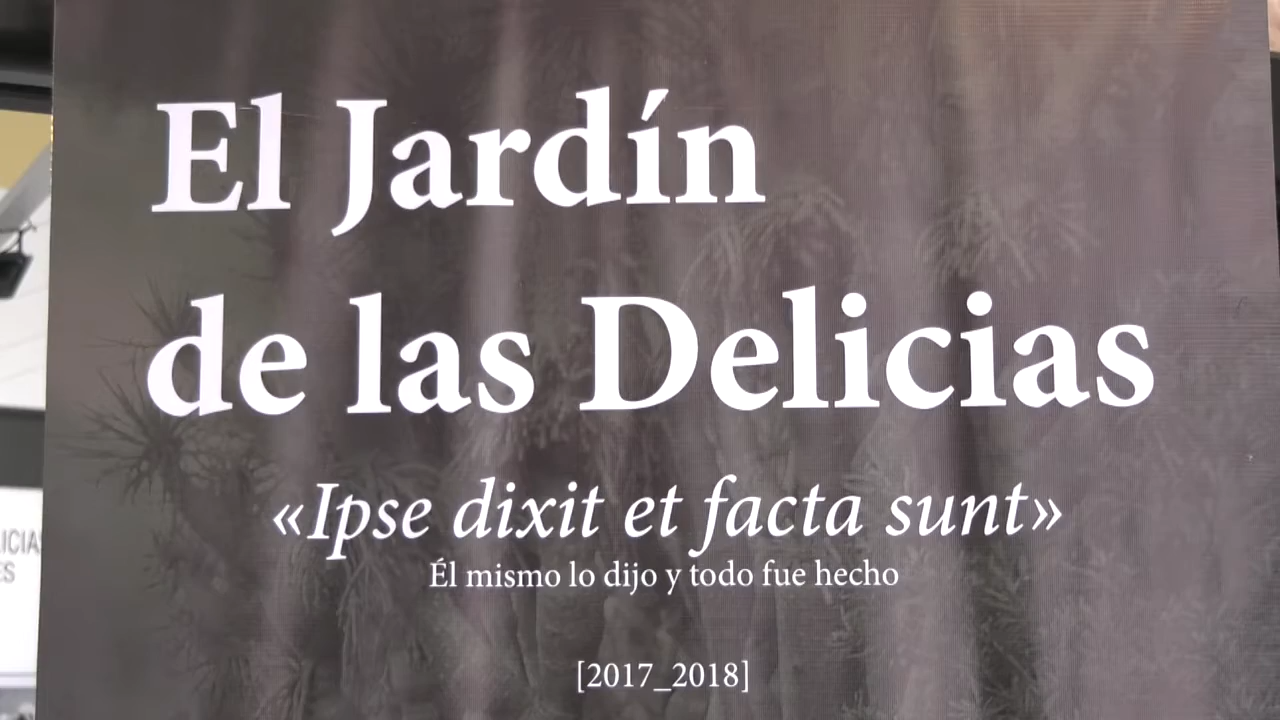 El Jardín
de las Delicias
«Ipse dixit et facta sunt»
Él mismo lo dijo y todo fue hecho
[2017_2018]